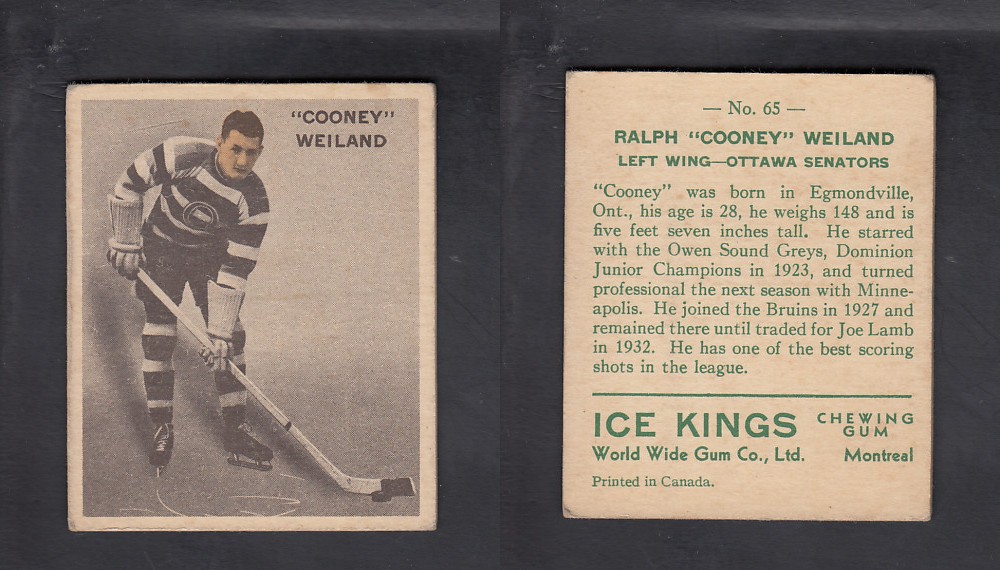 "COONEY"
WEILAND
— No. 65 —
RALPH "COONEY" WEILAND
LEFT WING—OTTAWA SENATORS
"Cooney" was born in Egmondville,
Ont., his age is 28, he weighs 148 and is
five feet seven inches tall. He starred
with the Owen Sound Greys, Dominion
Junior Champions in 1923, and turned
professional the next season with Minne-
apolis. He joined the Bruins in 1927 and
remained there until traded for Joe Lamb
in 1932. He has one of the best scoring
shots in the league.
ICE KINGS CHEWING GUM
World Wide Gum Co., Ltd. Montreal
Printed in Canada.